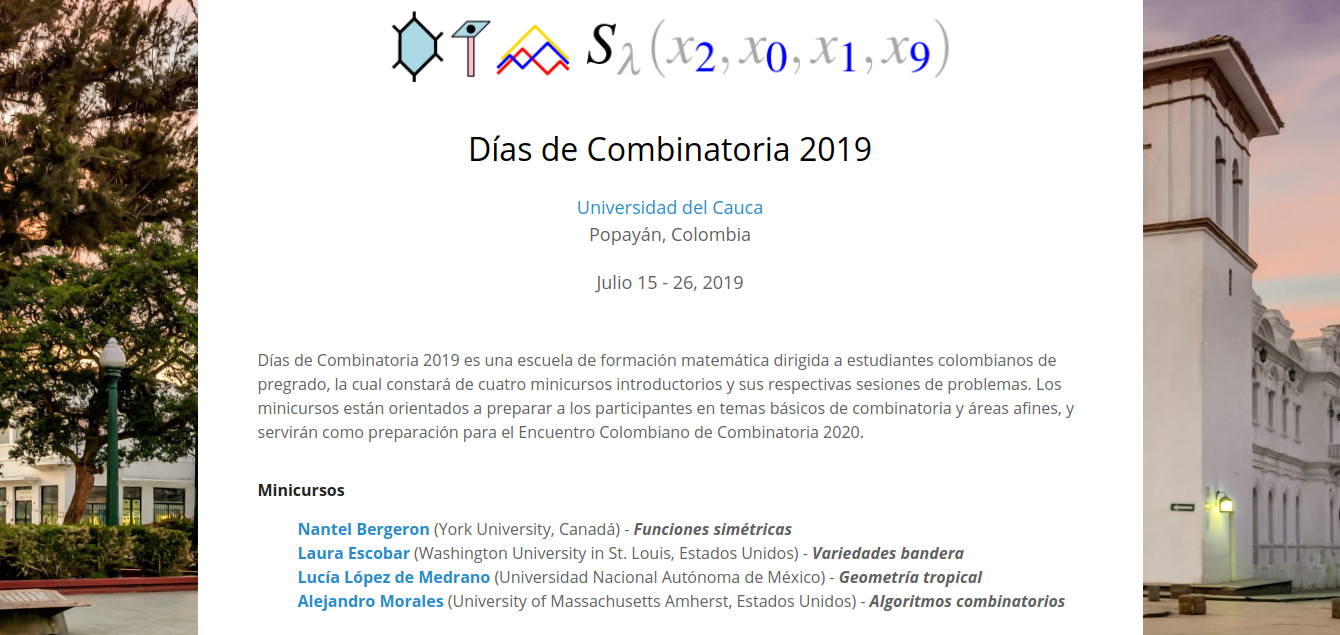 S_λ(x_2, x_0, x_1, x_9)
Días de Combinatoria 2019
Universidad del Cauca
Popayán, Colombia
Julio 15 - 26, 2019
Días de Combinatoria 2019 es una escuela de formación matemática dirigida a estudiantes colombianos de
pregrado, la cual constará de cuatro minicursos introductorios y sus respectivas sesiones de problemas. Los
minicursos están orientados a preparar a los participantes en temas básicos de combinatoria y áreas afines, y
servirán como preparación para el Encuentro Colombiano de Combinatoria 2020.
Minicursos
Nantel Bergeron (York University, Canadá) - Funciones simétricas
Laura Escobar (Washington University in St. Louis, Estados Unidos) - Variedades bandera
Lucía López de Medrano (Universidad Nacional Autónoma de México) - Geometría tropical
Alejandro Morales (University of Massachusetts Amherst, Estados Unidos) - Algoritmos combinatorios